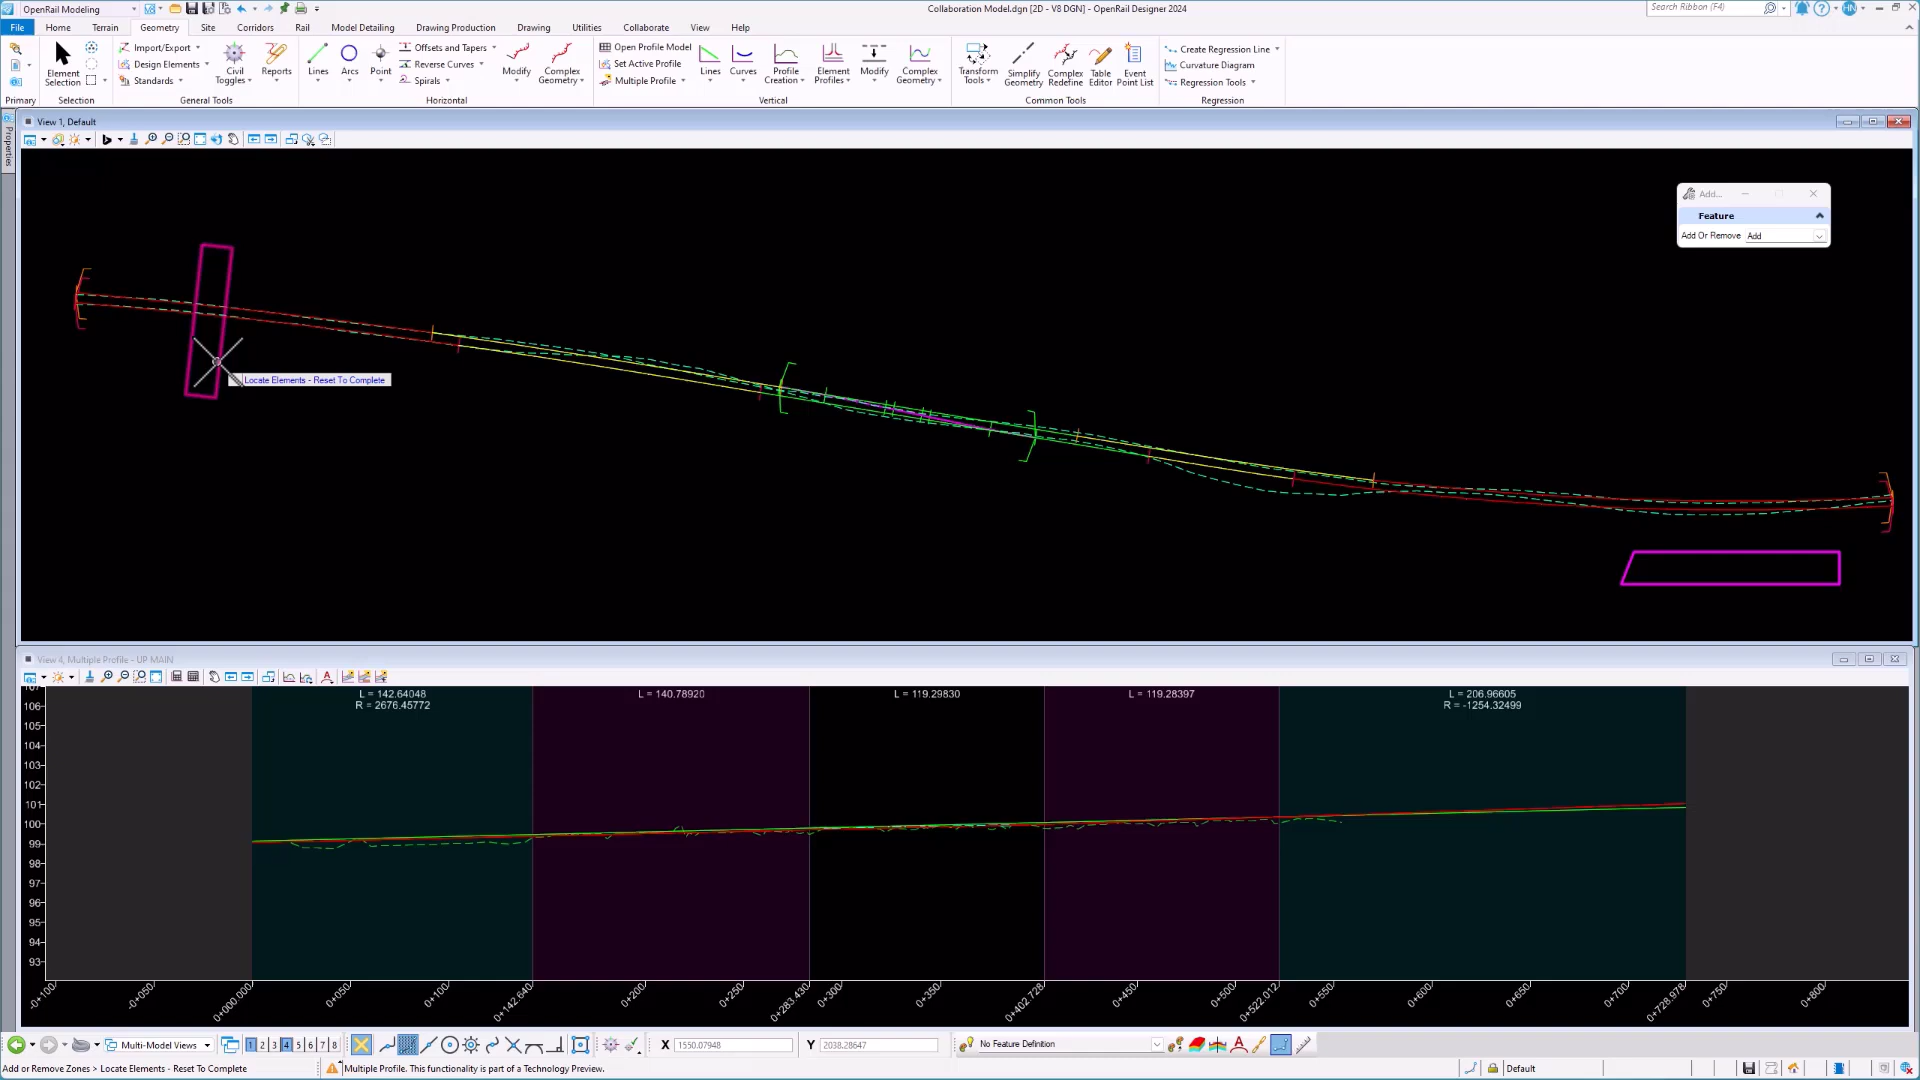 OpenRail Modeling
Collaboration Model.dgn [2D - V8 DGN] - OpenRail Designer 2024
Search Ribbon (F4)
HN
File Home Terrain Geometry Site Corridors Rail Model Detailing Drawing Production Drawing Utilities Collaborate View Help
Primary
Element Selection
Selection
Import/Export
Design Elements
Standards
Civil Toggles
Reports
General Tools
Lines
Arcs
Point
Offsets and Tapers
Reverse Curves
Spirals
Modify
Complex Geometry
Horizontal
Open Profile Model
Set Active Profile
Multiple Profile
Lines
Curves
Profile Creation
Element Profiles
Modify
Complex Geometry
Vertical
Transform Tools
Simplify Geometry
Complex Redefine
Table Editor
Event Point List
Common Tools
Create Regression Line
Curvature Diagram
Regression Tools
Regression
Properties
View 1, Default
Add...
Feature
Add Or Remove Add
Locate Elements - Reset To Complete
View 4, Multiple Profile - UP MAIN
L = 142.64048
R = 2676.45772
L = 140.78920
L = 119.29830
L = 119.28397
L = 206.96605
R = -1254.32499
107
106
105
104
103
102
101
100
99
98
97
96
95
94
93
-0+100 -0+050 0+000.000 0+050 0+100 0+142.640 0+200 0+250 0+283.430 0+300 0+350 0+402.728 0+450 0+500 0+522.012 0+550 0+600 0+650 0+700 0+728.978 0+750 0+800
Multi-Model Views 1 2 3 4 5 6 7 8 X 1550.07948 Y 2038.28647 No Feature Definition
Add or Remove Zones > Locate Elements - Reset To Complete Multiple Profile. This functionality is part of a Technology Preview. Default